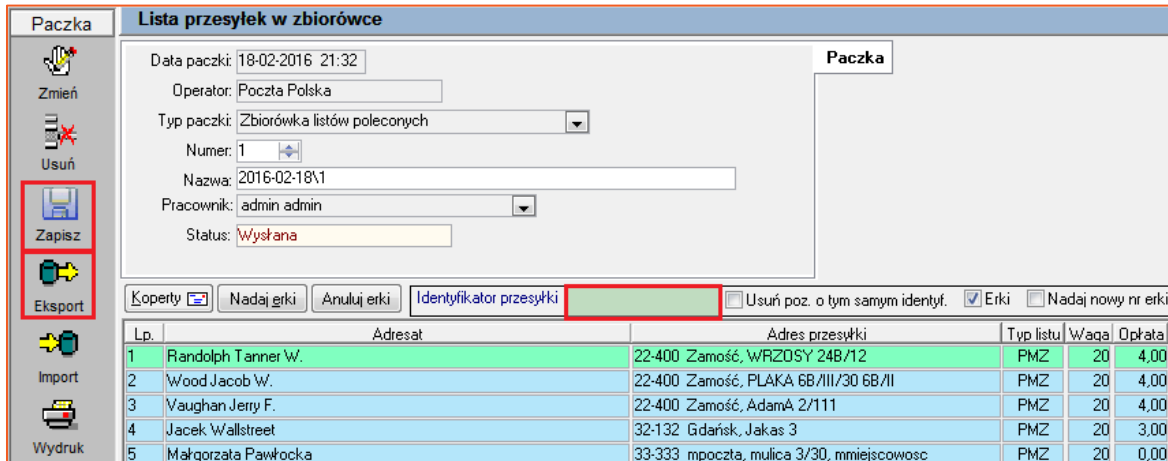 Paczka
Lista przesyłek w zbiorówce
Zmień
Usuń
Zapisz
Eksport
Import
Wydruk
Data paczki: 18-02-2016 21:32
Paczka
Operator: Poczta Polska
Typ paczki: Zbiorówka listów poleconych
Numer: 1
Nazwa: 2016-02-18\1
Pracownik: admin admin
Status: Wysłana
Koperty Nadaj erki Anuluj erki Identyfikator przesyłki Usuń poz. o tym samym identyf. Erki Nadaj nowy nr erki
Lp. Adresat Adres przesyłki Typ listu Waga Opłata
1 Randolph Tanner W. 22-400 Zamość, WRZOSY 24B/12 PMZ 20 4,00
2 Wood Jacob W. 22-400 Zamość, PLAKA 6B/III/30 6B/II PMZ 20 4,00
3 Vaughan Jerry F. 22-400 Zamość, AdamA 2/111 PMZ 20 4,00
4 Jacek Wallstreet 32-132 Gdańsk, Jakas 3 PMZ 20 3,00
5 Małgorzata Pawłocka 33-333 mpoczta, mulica 3/30, mmiejscowosc PMZ 20 0,00